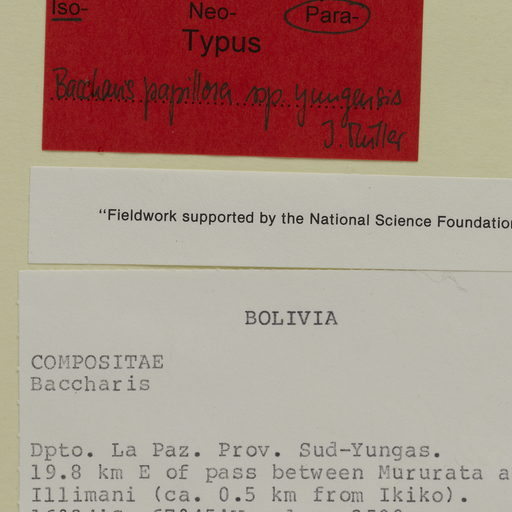 Iso-
Neo-
Para-
Typus
Baccharis papillosa ssp. yungensis
J. Müller
"Fieldwork supported by the National Science Foundation
BOLIVIA
COMPOSITAE
Baccharis
Dpto. La Paz. Prov. Sud-Yungas.
19.8 km E of pass between Mururata a
Illimani (ca. 0.5 km from Ikiko).